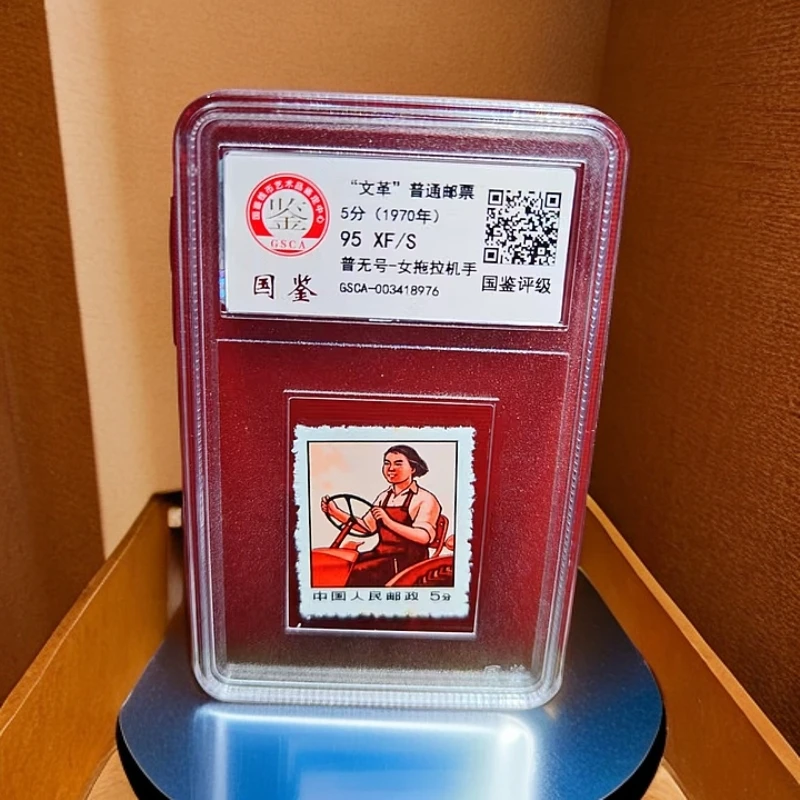 “文革”普通邮票
5分（1970年）
95 XF/S
普无号-女拖拉机手
GSCA-003418976
国鉴评级
鉴
GSCA
国鉴
中国人民邮政 5分